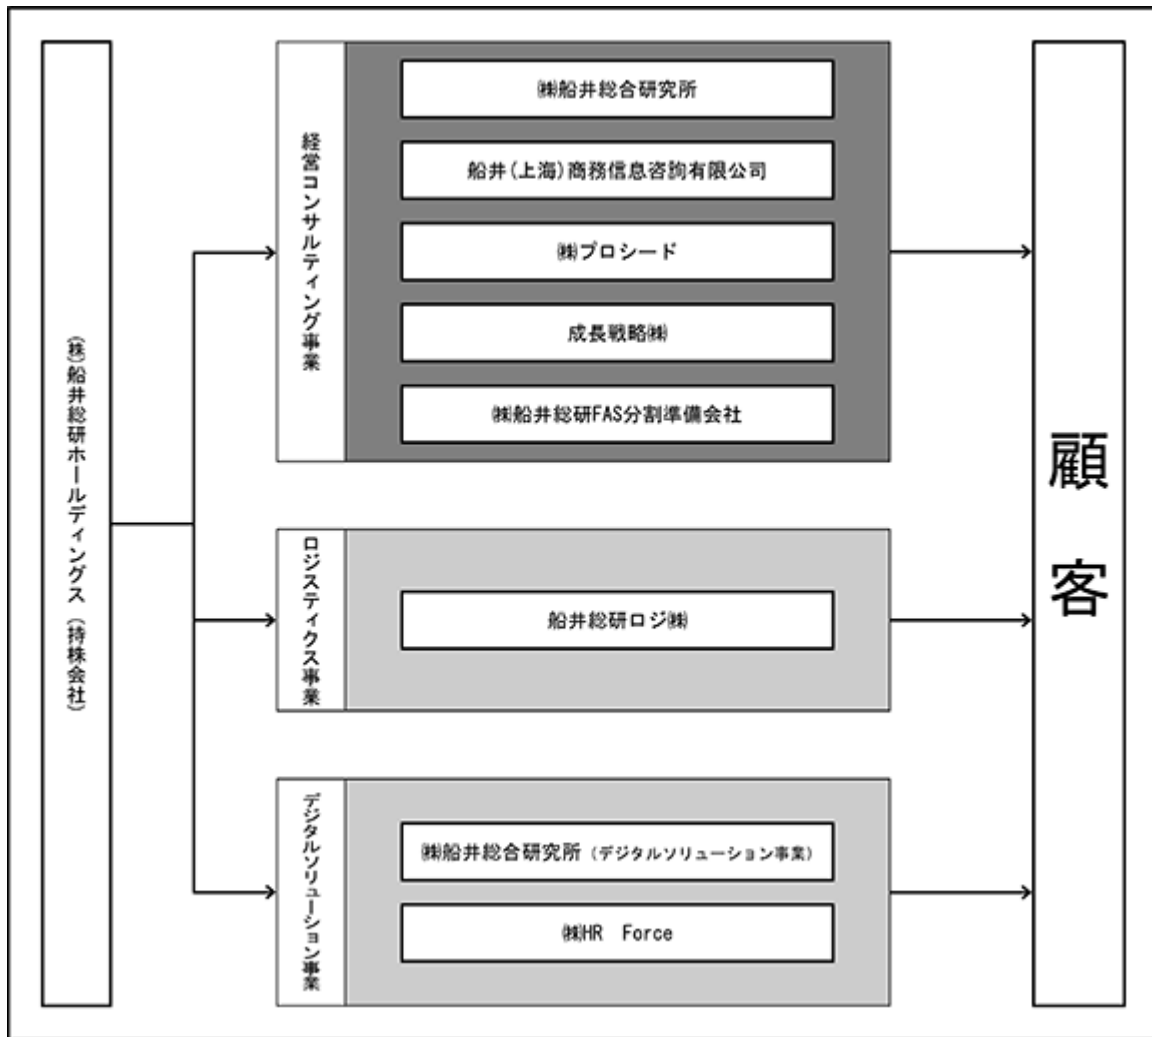 ㈱船井総研ホールディングス（持株会社）
経営コンサルティング事業
㈱船井総合研究所
船井(上海)商務信息咨詢有限公司
㈱プロシード
成長戦略㈱
㈱船井総研FAS分割準備会社
ロジスティクス事業
船井総研ロジ㈱
デジタルソリューション事業
㈱船井総合研究所（デジタルソリューション事業）
㈱HR　Force
顧客